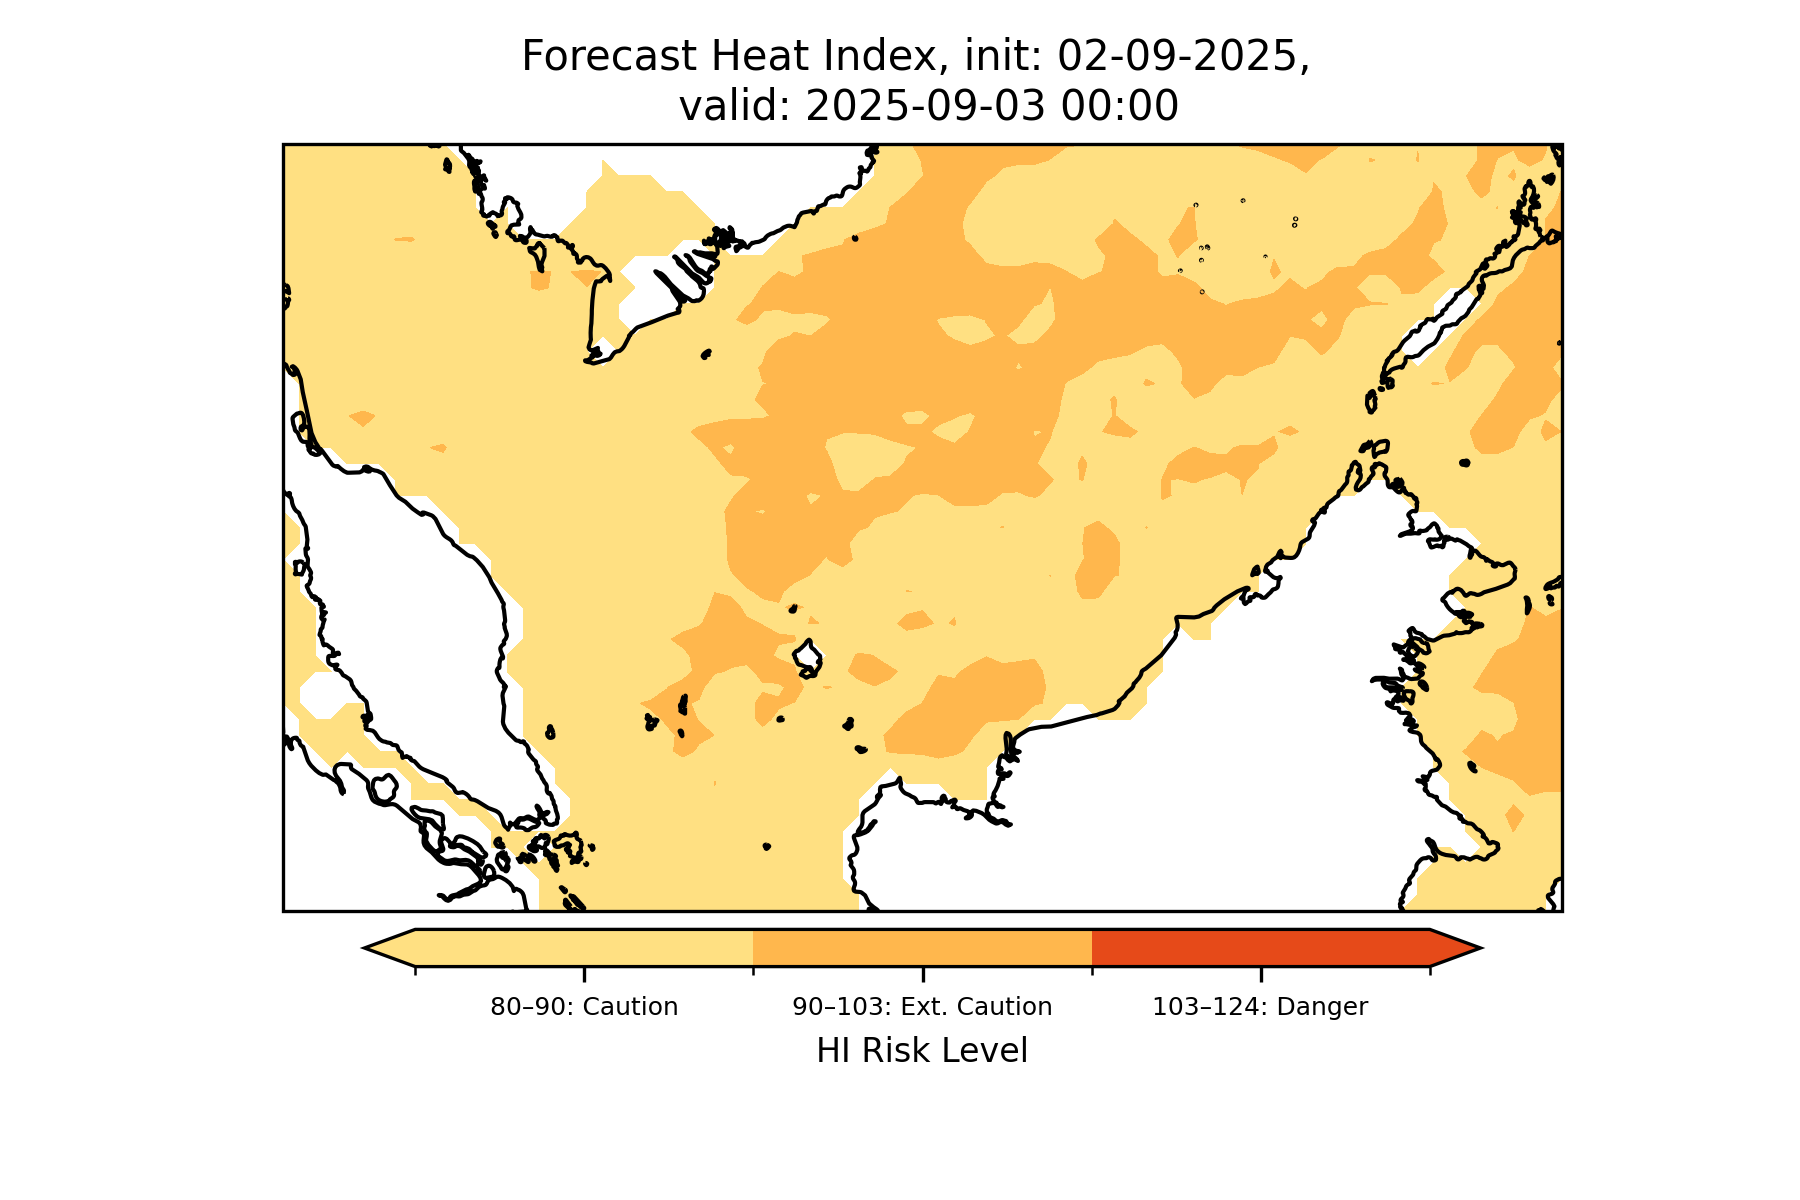 Forecast Heat Index, init: 02-09-2025,
valid: 2025-09-03 00:00
80–90: Caution
90–103: Ext. Caution
103–124: Danger
HI Risk Level